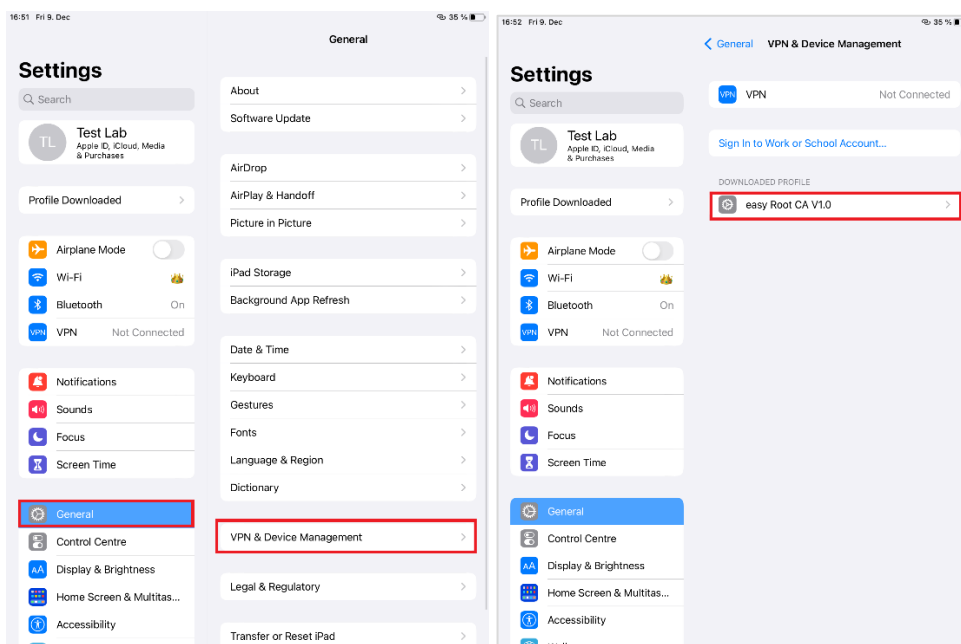 16:51 Fri 9. Dec
35 %
Settings
Search
TL
Test Lab
Apple ID, iCloud, Media
& Purchases
Profile Downloaded
Airplane Mode
Wi-Fi
Bluetooth On
VPN VPN Not Connected
Notifications
Sounds
Focus
Screen Time
General
Control Centre
AA Display & Brightness
Home Screen & Multitas...
Accessibility
General
About
Software Update
AirDrop
AirPlay & Handoff
Picture in Picture
iPad Storage
Background App Refresh
Date & Time
Keyboard
Gestures
Fonts
Language & Region
Dictionary
VPN & Device Management
Legal & Regulatory
Transfer or Reset iPad
16:52 Fri 9. Dec
35 %
Settings
Search
TL
Test Lab
Apple ID, iCloud, Media
& Purchases
Profile Downloaded
Airplane Mode
Wi-Fi
Bluetooth On
VPN VPN Not Connected
Notifications
Sounds
Focus
Screen Time
General
Control Centre
AA Display & Brightness
Home Screen & Multitas...
Accessibility
General VPN & Device Management
VPN VPN Not Connected
Sign In to Work or School Account...
DOWNLOADED PROFILE
easy Root CA V1.0